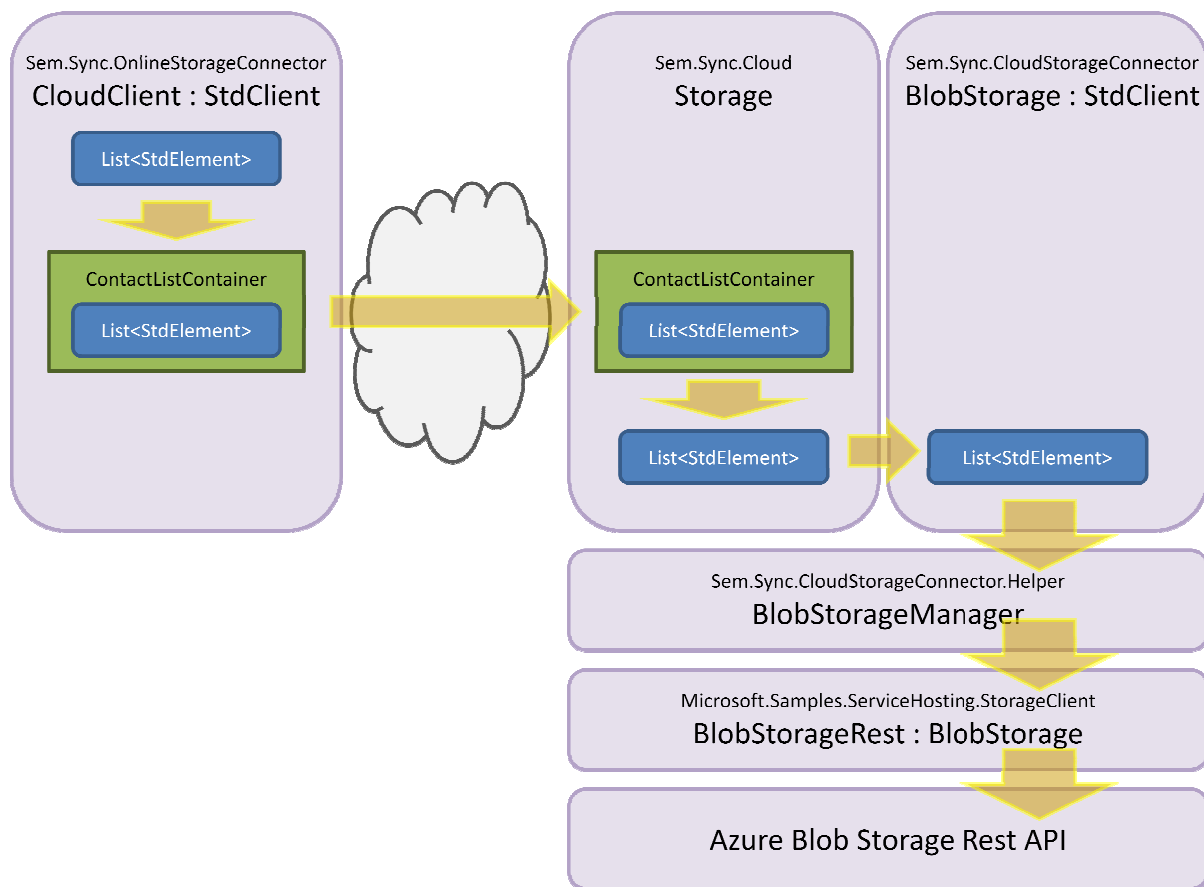 Sem.Sync.OnlineStorageConnector
CloudClient : StdClient
List<StdElement>
ContactListContainer
List<StdElement>
Sem.Sync.Cloud
Storage
ContactListContainer
List<StdElement>
List<StdElement>
Sem.Sync.CloudStorageConnector
BlobStorage : StdClient
List<StdElement>
Sem.Sync.CloudStorageConnector.Helper
BlobStorageManager
Microsoft.Samples.ServiceHosting.StorageClient
BlobStorageRest : BlobStorage
Azure Blob Storage Rest API